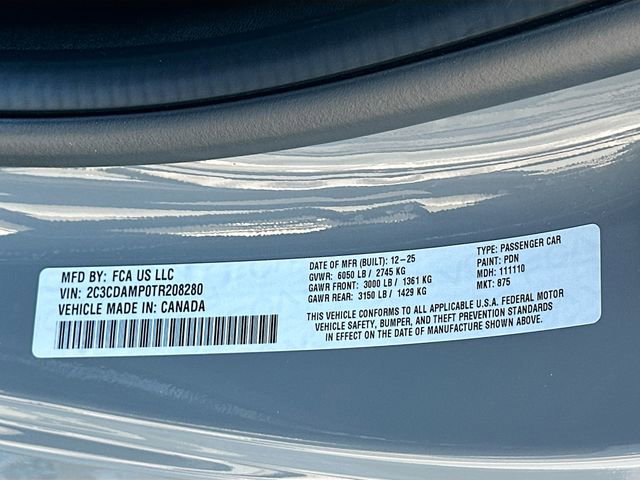 MFD BY: FCA US LLC
VIN: 2C3CDAMP0TR208280
VEHICLE MADE IN: CANADA
DATE OF MFR (BUILT): 12-25
GVWR: 6050 LB / 2745 KG
GAWR FRONT: 3000 LB / 1361 KG
GAWR REAR: 3150 LB / 1429 KG
TYPE: PASSENGER CAR
PAINT: PDN
MDH: 111110
MKT: 875
THIS VEHICLE CONFORMS TO ALL APPLICABLE U.S.A. FEDERAL MOTOR
VEHICLE SAFETY, BUMPER, AND THEFT PREVENTION STANDARDS
IN EFFECT ON THE DATE OF MANUFACTURE SHOWN ABOVE.